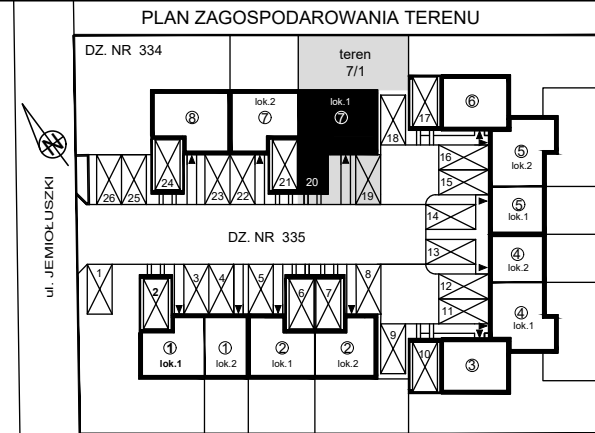 PLAN ZAGOSPODAROWANIA TERENU
DZ. NR 334
teren
7/1
⑧
lok.2
⑦
lok.1
⑦
17
⑥
18
16
15
⑤
lok.2
26 25
24
23 22
21
20
19
14
⑤
lok.1
N
ul. JEMIOŁUSZKI
DZ. NR 335
13
④
lok.2
1
2
3
4
5
6
7
8
12
11
④
lok.1
①
lok.1
①
lok.2
②
lok.1
②
lok.2
9
10
③